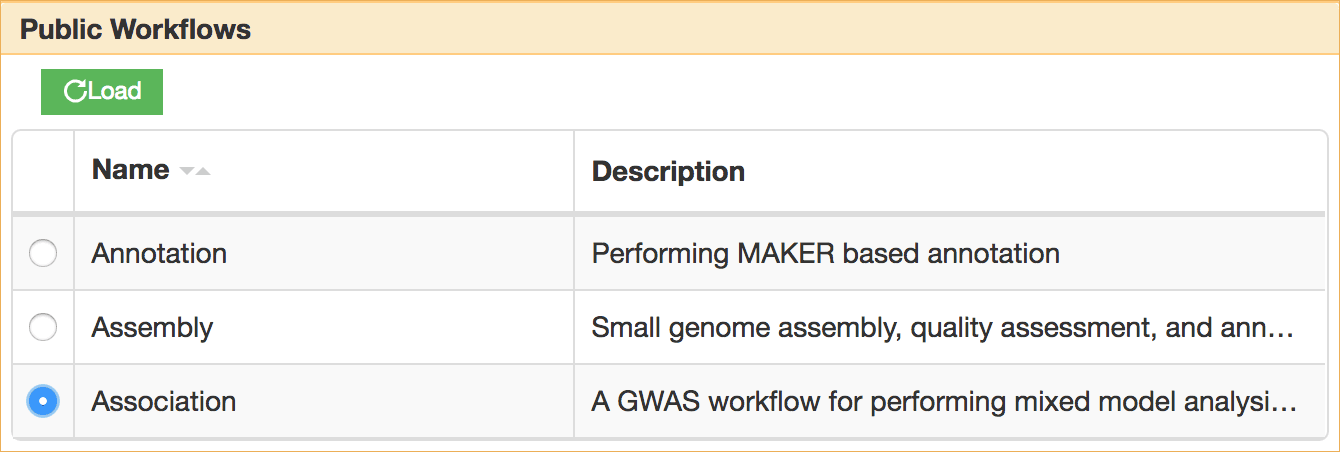 Public Workflows
Load
Name Description
Annotation Performing MAKER based annotation
Assembly Small genome assembly, quality assessment, and ann…
Association A GWAS workflow for performing mixed model analysi…